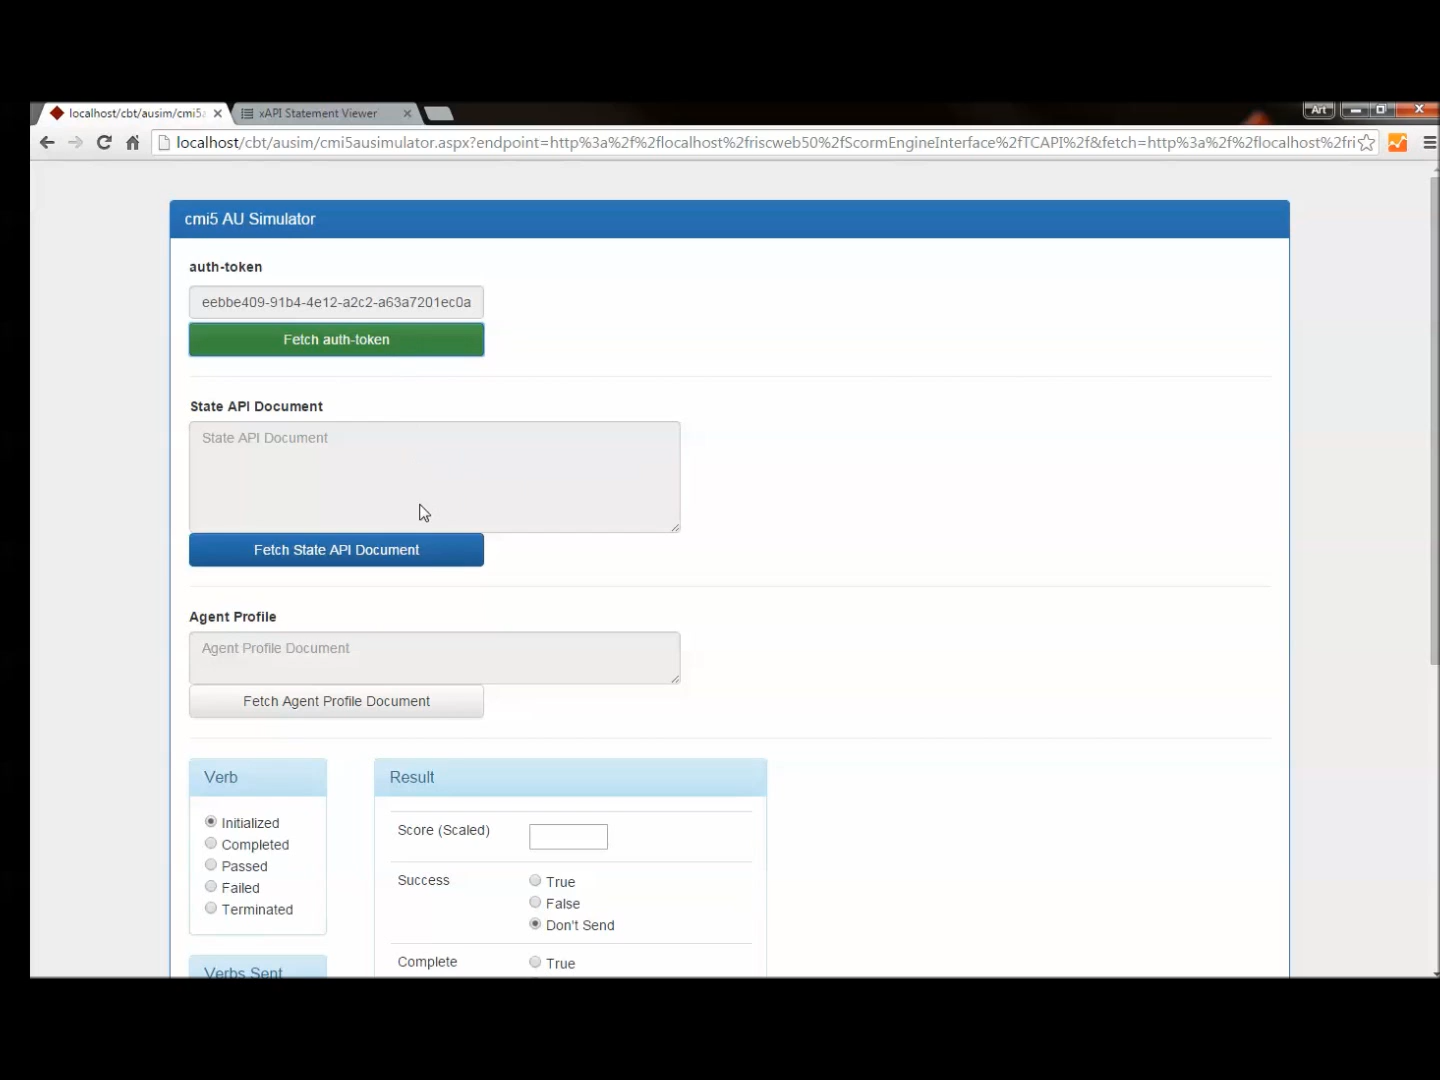 localhost/cbt/ausim/cmi5a
xAPI Statement Viewer
Art
localhost/cbt/ausim/cmi5ausimulator.aspx?endpoint=http%3a%2f%2flocalhost%2friscweb50%2fScormEngineInterface%2fTCAPI%2f&fetch=http%3a%2f%2flocalhost%2fri
cmi5 AU Simulator
auth-token
eebbe409-91b4-4e12-a2c2-a63a7201ec0a
Fetch auth-token
State API Document
State API Document
Fetch State API Document
Agent Profile
Agent Profile Document
Fetch Agent Profile Document
Verb
Initialized
Completed
Passed
Failed
Terminated
Verbs Sent
Result
Score (Scaled)
Success
True
False
Don't Send
Complete
True